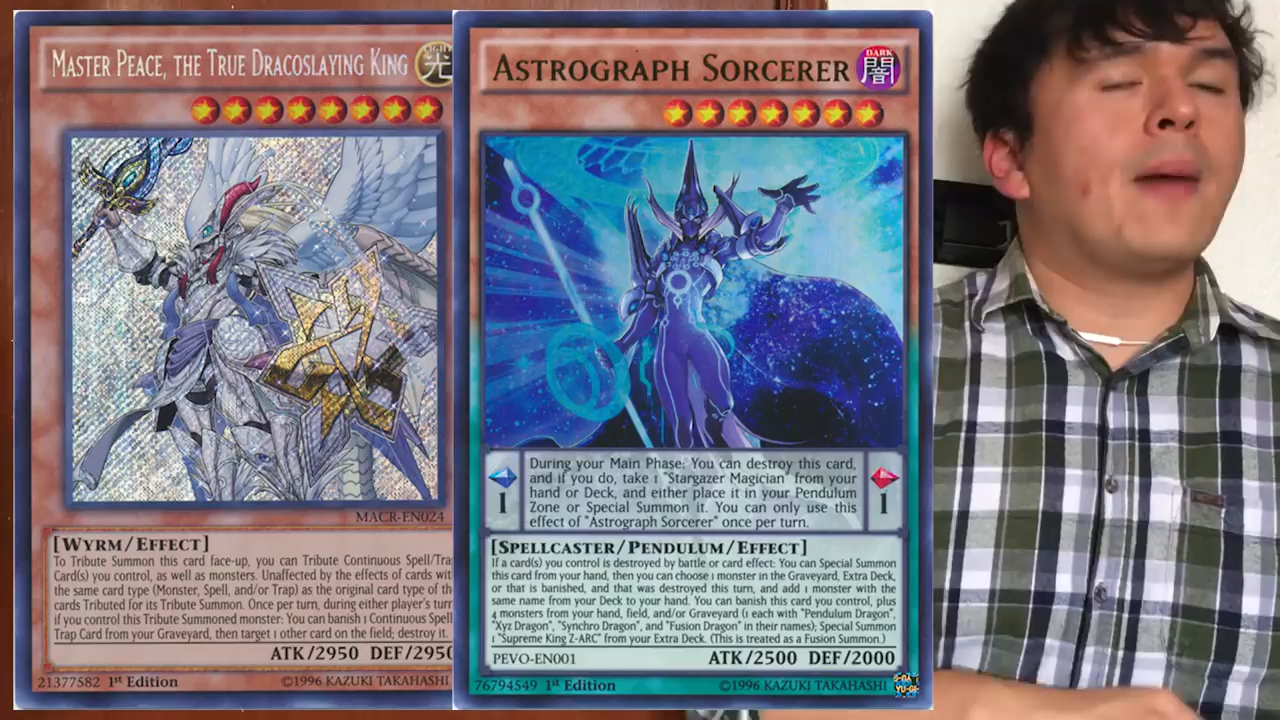 MASTER PEACE, THE TRUE DRACOSLAYING KING
LIGHT
光
MACR-EN024
[WYRM/EFFECT]
To Tribute Summon this card face-up, you can Tribute Continuous Spell/Tra
Card(s) you control, as well as monsters. Unaffected by the effects of cards wit
the same card type (Monster, Spell, and/or Trap) as the original card type of the
cards Tributed for its Tribute Summon. Once per turn, during either player's turn
if you control this Tribute Summoned monster: You can banish 1 Continuous Spell
Trap Card from your Graveyard, then target 1 other card on the field; destroy it.
ATK/2950 DEF/2950
21377582 1st Edition ©1996 KAZUKI TAKAHASHI
ASTROGRAPH SORCERER
DARK
闇
During your Main Phase: You can destroy this card,
and if you do, take 1 "Stargazer Magician" from your
hand or Deck, and either place it in your Pendulum
Zone or Special Summon it. You can only use this
effect of "Astrograph Sorcerer" once per turn.
1
1
[SPELLCASTER/PENDULUM/EFFECT]
If a card(s) you control is destroyed by battle or card effect: You can Special Summon
this card from your hand, then you can choose 1 monster in the Graveyard, Extra Deck,
or that is banished, and that was destroyed this turn, and add 1 monster with the
same name from your Deck to your hand. You can banish this card you control, plus
4 monsters from your hand, field, and/or Graveyard (1 each with "Pendulum Dragon",
"Xyz Dragon", "Synchro Dragon", and "Fusion Dragon" in their names); Special Summon
1 "Supreme King Z-ARC" from your Extra Deck. (This is treated as a Fusion Summon.)
PEVO-EN001 ATK/2500 DEF/2000
76794549 1st Edition ©1996 KAZUKI TAKAHASHI